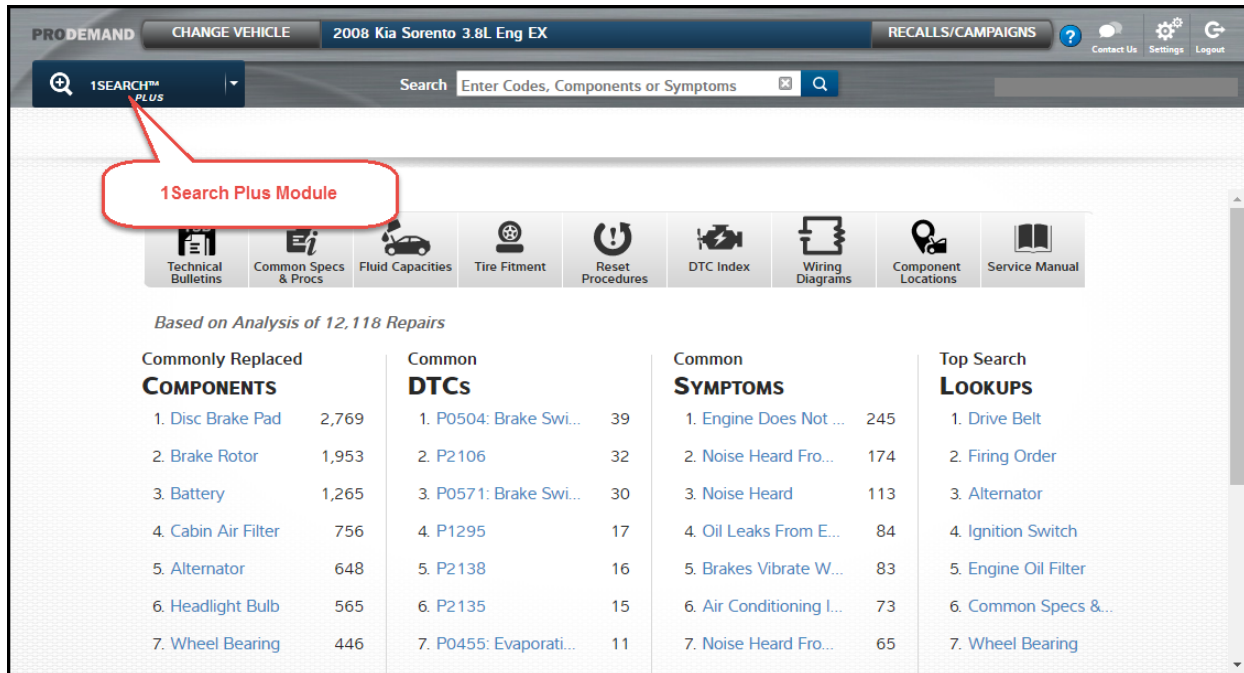 PRODEMAND CHANGE VEHICLE 2008 Kia Sorento 3.8L Eng EX RECALLS/CAMPAIGNS ? Contact Us Settings Logout
1SEARCH™ PLUS Search Enter Codes, Components or Symptoms
1Search Plus Module
Technical Bulletins
Common Specs & Procs
Fluid Capacities
Tire Fitment
Reset Procedures
DTC Index
Wiring Diagrams
Component Locations
Service Manual
Based on Analysis of 12,118 Repairs
Commonly Replaced
COMPONENTS
1. Disc Brake Pad 2,769
2. Brake Rotor 1,953
3. Battery 1,265
4. Cabin Air Filter 756
5. Alternator 648
6. Headlight Bulb 565
7. Wheel Bearing 446
Common
DTCs
1. P0504: Brake Swi... 39
2. P2106 32
3. P0571: Brake Swi... 30
4. P1295 17
5. P2138 16
6. P2135 15
7. P0455: Evaporati... 11
Common
SYMPTOMS
1. Engine Does Not ... 245
2. Noise Heard Fro... 174
3. Noise Heard 113
4. Oil Leaks From E... 84
5. Brakes Vibrate W... 83
6. Air Conditioning I... 73
7. Noise Heard Fro... 65
Top Search
LOOKUPS
1. Drive Belt
2. Firing Order
3. Alternator
4. Ignition Switch
5. Engine Oil Filter
6. Common Specs &...
7. Wheel Bearing